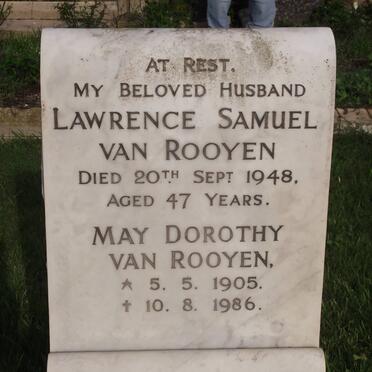 AT REST.
MY BELOVED HUSBAND
LAWRENCE SAMUEL
VAN ROOYEN
DIED 20TH SEPT 1948,
AGED 47 YEARS.
MAY DOROTHY
VAN ROOYEN,
* 5. 5. 1905.
† 10. 8. 1986.